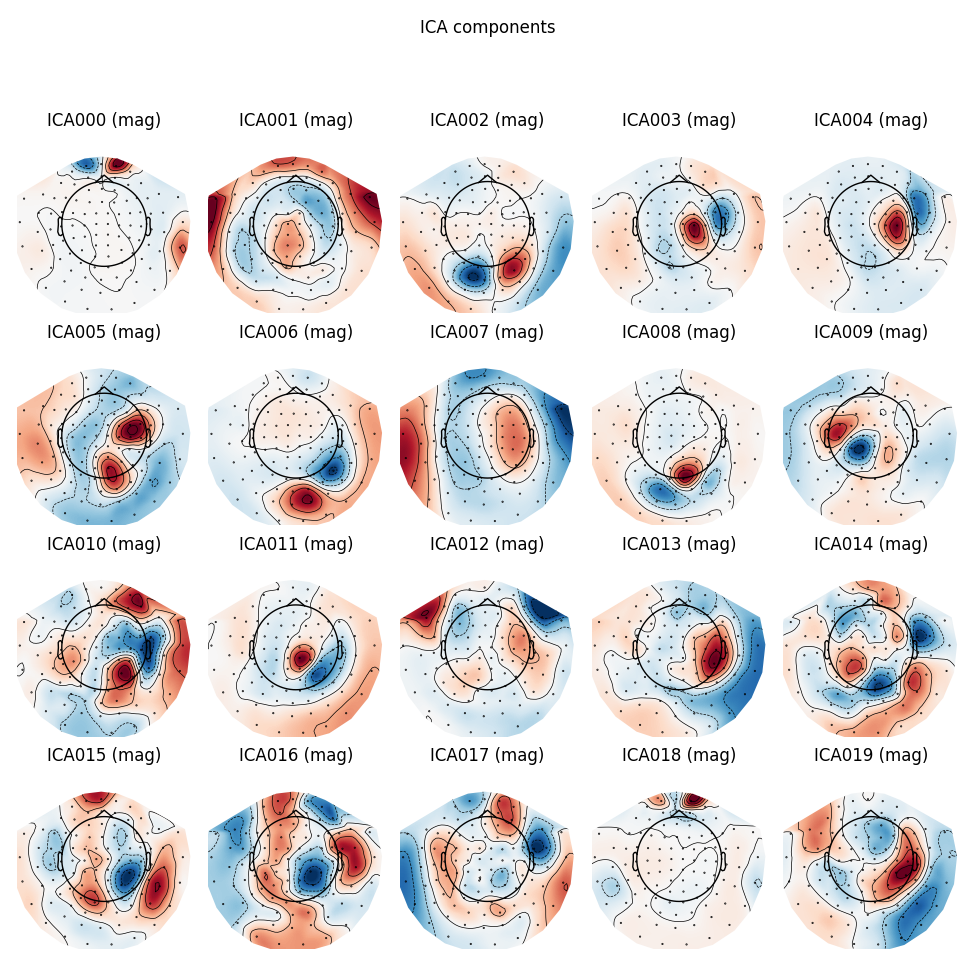 ICA components
ICA000 (mag) ICA001 (mag) ICA002 (mag) ICA003 (mag) ICA004 (mag)
ICA005 (mag) ICA006 (mag) ICA007 (mag) ICA008 (mag) ICA009 (mag)
ICA010 (mag) ICA011 (mag) ICA012 (mag) ICA013 (mag) ICA014 (mag)
ICA015 (mag) ICA016 (mag) ICA017 (mag) ICA018 (mag) ICA019 (mag)